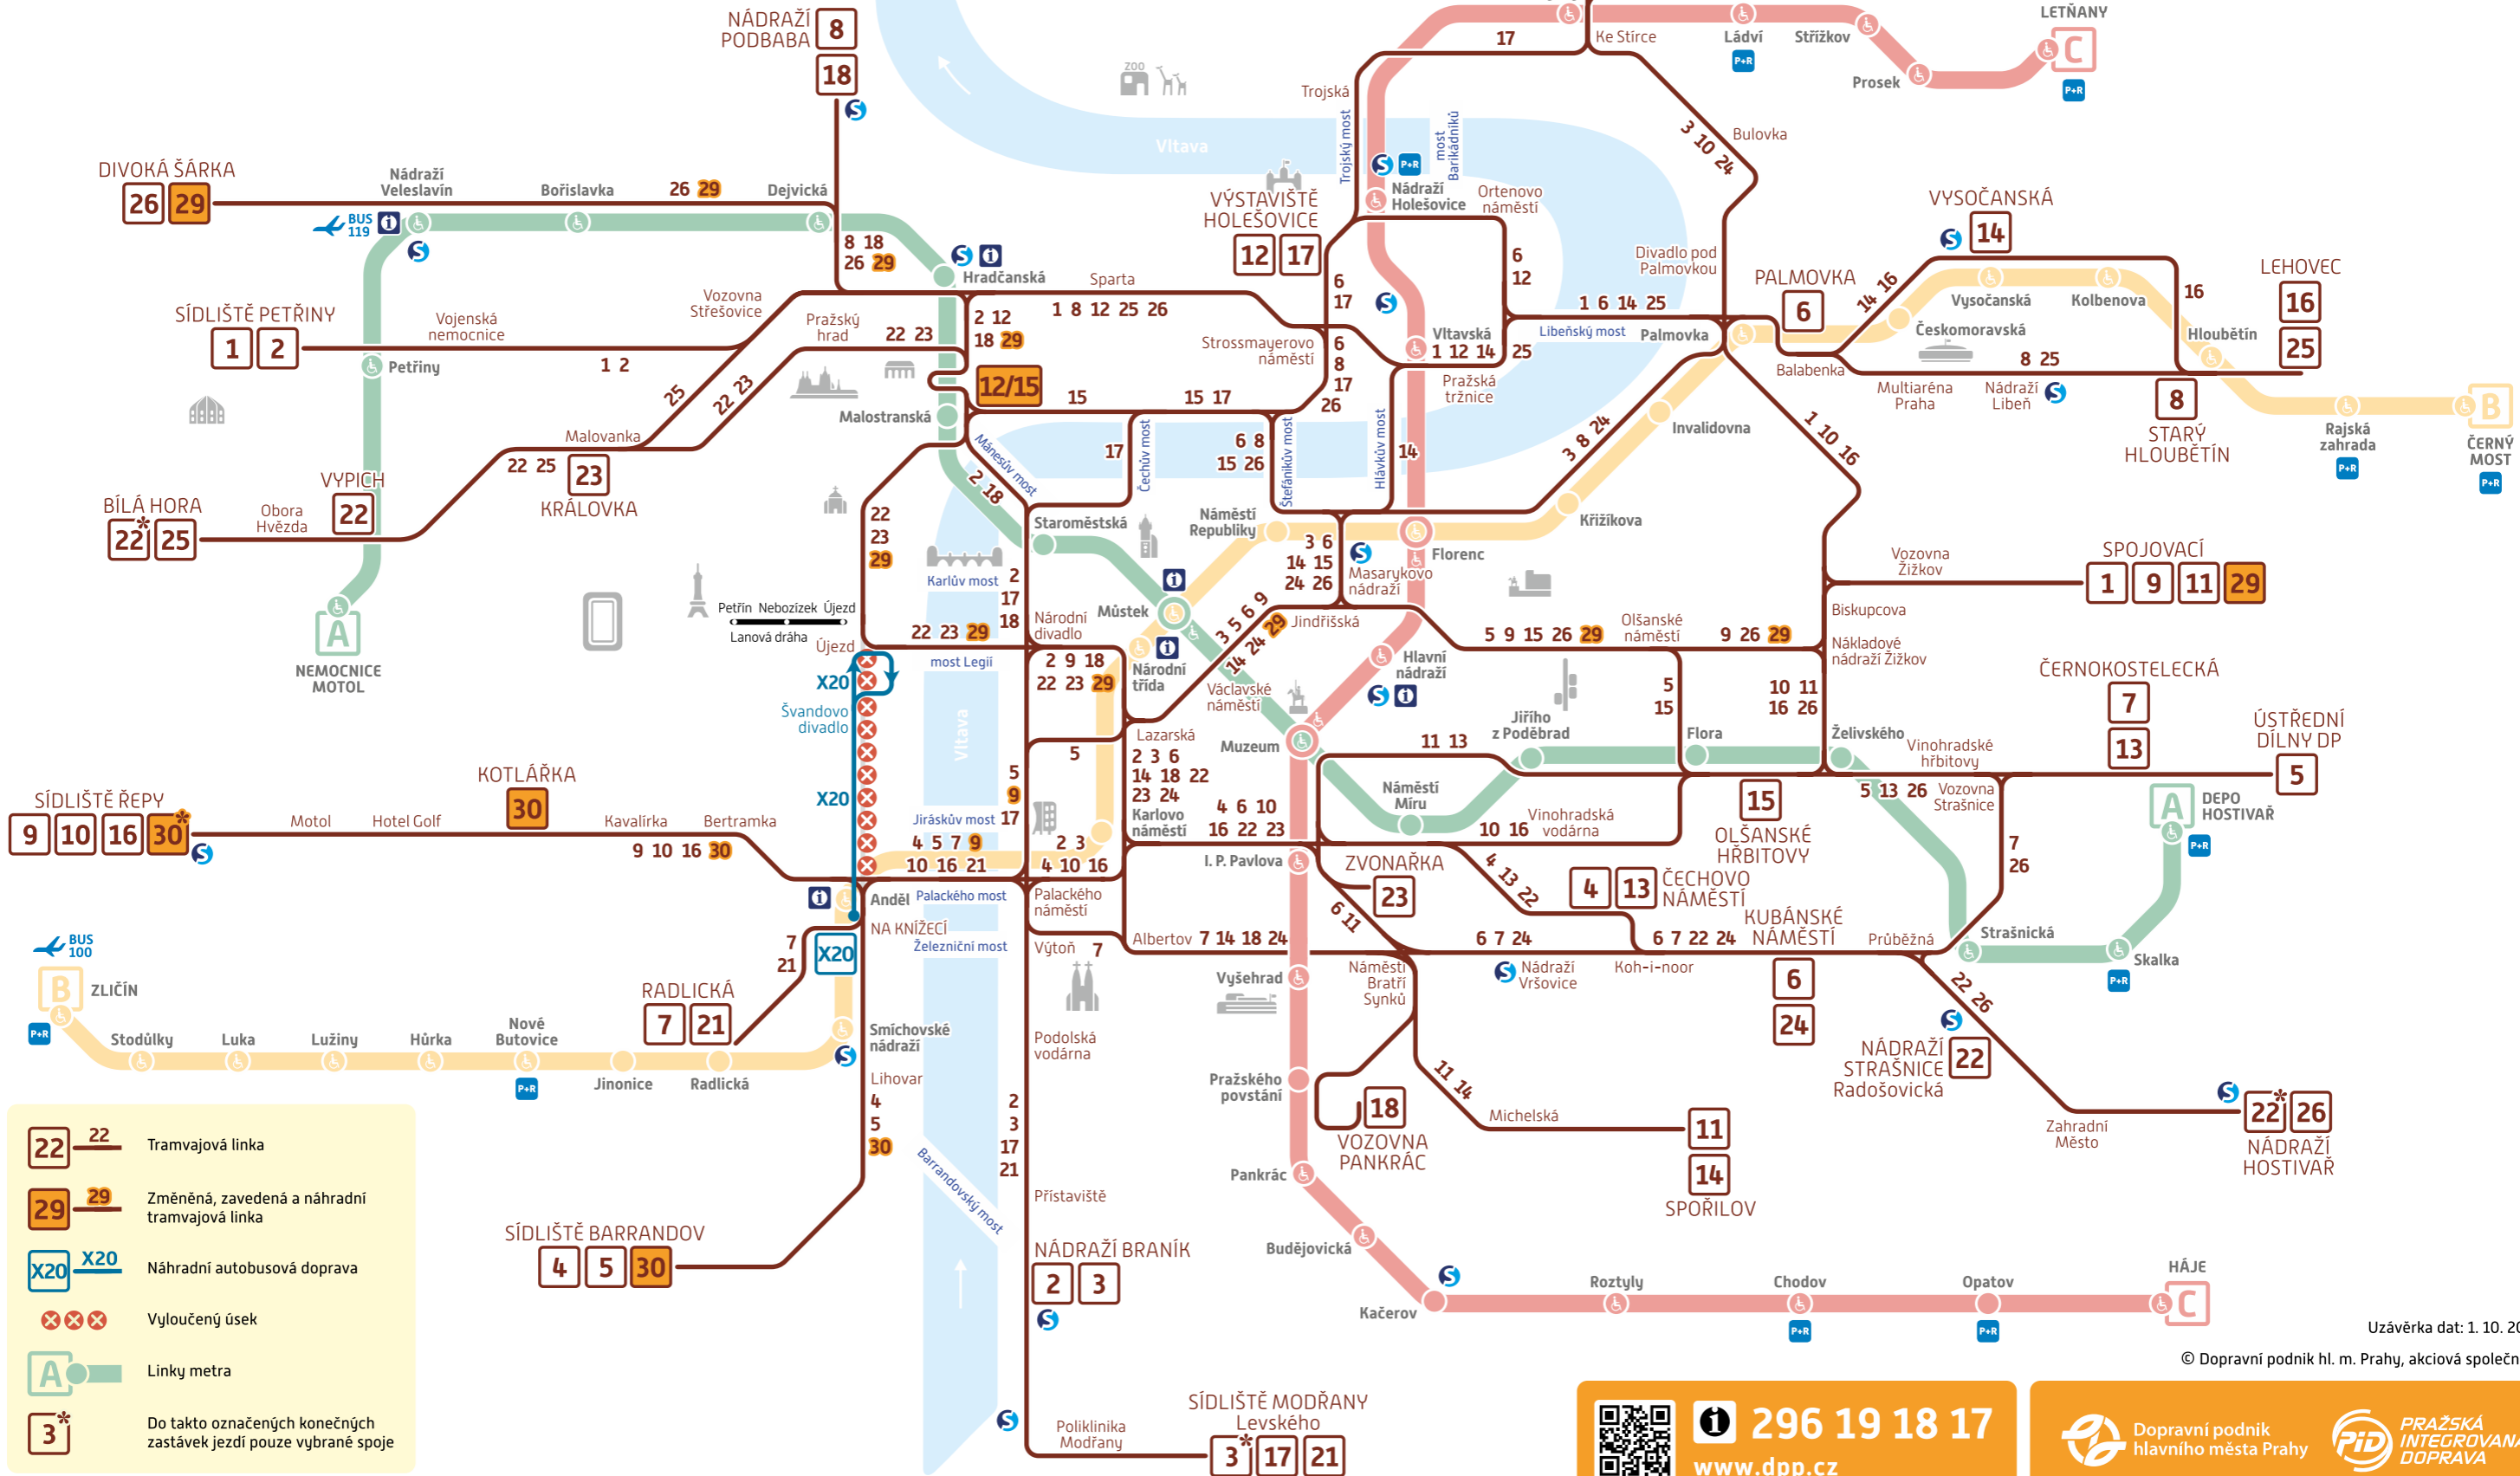 NÁDRAŽÍ
PODBABA
8
18
LETŇANY
C
P+R
17
Ke Stírce
Ládví
P+R
Střížkov
Prosek
ZOO
Trojská
Trojský most
most
Barikádníků
Vltava
3 10 24
Bulovka
DIVOKÁ ŠÁRKA
26 29
Nádraží
Veleslavín
Bořislavka
26 29
Dejvická
BUS
119
8 18
26 29
Hradčanská
VÝSTAVIŠTĚ
HOLEŠOVICE
12 17
P+R
Nádraží
Holešovice
Ortenovo
náměstí
6
12
6
17
Divadlo pod
Palmovkou
PALMOVKA
6
VYSOČANSKÁ
14
14 16
Vysočanská
Kolbenova
16
LEHOVEC
16
25
Hloubětín
Českomoravská
SÍDLIŠTĚ PETŘINY
1 2
Vojenská
nemocnice
1 2
Vozovna
Střešovice
Pražský
hrad
22 23
2 12
18 29
Sparta
1 8 12 25 26
Strossmayerovo
náměstí
6
8
17
26
Vltavská
1 12 14
25
Pražská
tržnice
1 6 14 25
Libeňský most
Palmovka
Balabenka
8 25
Multiaréna
Praha
Nádraží
Libeň
8
STARÝ
HLOUBĚTÍN
Rajská
zahrada
P+R
B
ČERNÝ
MOST
P+R
Petřiny
25
22 23
12/15
15
15 17
Malostranská
Malovanka
22 25
23
KRÁLOVKA
VYPICH
22
BÍLÁ HORA
22* 25
Obora
Hvězda
Mánesův most
2 18
17
Čechův most
6 8
15 26
Štefánikův most
Hlávkův most
14
3 8 24
Invalidovna
Křižíkova
1 10 16
Staroměstská
Náměstí
Republiky
Florenc
3 6
14 15
24 26
Masarykovo
nádraží
22
23
29
Karlův most
2
17
18
Můstek
3 5 6 9
14 24 29
Jindřišská
Vozovna
Žižkov
SPOJOVACÍ
1 9 11 29
Biskupcova
A
NEMOCNICE
MOTOL
Petřín Nebozízek Újezd
Lanová dráha
Újezd
22 23 29
most Legií
Národní
divadlo
2 9 18
22 23 29
Národní
třída
Václavské
náměstí
Hlavní
nádraží
5 9 15 26 29
Olšanské
náměstí
9 26 29
Nákladové
nádraží Žižkov
5
15
10 11
16 26
ČERNOKOSTELECKÁ
7
13
ÚSTŘEDNÍ
DÍLNY DP
5
X20
Švandovo
divadlo
Vltava
X20
Lazarská
5
2 3 6
14 18 22
23 24
Karlovo
náměstí
Muzeum
11 13
Jiřího
z Poděbrad
Flora
Želivského
Vinohradské
hřbitovy
5 13 26
Vozovna
Strašnice
A
DEPO
HOSTIVAŘ
P+R
5
9
17
Jiráskův most
4 5 7 9
10 16 21
2 3
4 10 16
4 6 10
16 22 23
Náměstí
Míru
10 16
Vinohradská
vodárna
15
OLŠANSKÉ
HŘBITOVY
7
26
KOTLÁŘKA
30
SÍDLIŠTĚ ŘEPY
9 10 16 30*
Motol
Hotel Golf
Kavalírka
Bertramka
9 10 16 30
I. P. Pavlova
ZVONAŘKA
23
4 13 22
4 13
ČECHOVO
NÁMĚSTÍ
Anděl
Palackého most
Palackého
náměstí
NA KNÍŽECÍ
Železniční most
X20
7
21
Výtoň
7
Albertov
7 14 18 24
6 11
6 7 24
6 7 22 24
KUBÁNSKÉ
NÁMĚSTÍ
Průběžná
Strašnická
Skalka
P+R
BUS
100
B
ZLIČÍN
P+R
RADLICKÁ
7 21
Vyšehrad
Náměstí
Bratří
Synků
Nádraží
Vršovice
Koh-i-noor
6
24
22 26
Stodůlky
Luka
Lužiny
Hůrka
Nové
Butovice
P+R
Jinonice
Radlická
Smíchovské
nádraží
Podolská
vodárna
Lihovar
4
5
30
2
3
17
21
Pražského
povstání
18
VOZOVNA
PANKRÁC
11 14
Michelská
11
14
SPOŘILOV
NÁDRAŽÍ
STRAŠNICE
Radošovická
22
Zahradní
Město
22* 26
NÁDRAŽÍ
HOSTIVAŘ
Barrandovský most
Přístaviště
Pankrác
Budějovická
SÍDLIŠTĚ BARRANDOV
4 5 30
NÁDRAŽÍ BRANÍK
2 3
Kačerov
Roztyly
Chodov
P+R
Opatov
P+R
HÁJE
C
Poliklinika
Modřany
SÍDLIŠTĚ MODŘANY
Levského
3* 17 21
22 22 Tramvajová linka
29 29 Změněná, zavedená a náhradní
tramvajová linka
X20 X20 Náhradní autobusová doprava
Vyloučený úsek
A Linky metra
3* Do takto označených konečných
zastávek jezdí pouze vybrané spoje
Uzávěrka dat: 1. 10. 20
© Dopravní podnik hl. m. Prahy, akciová společn
296 19 18 17
www.dpp.cz
Dopravní podnik
hlavního města Prahy
PID
PRAŽSKÁ
INTEGROVANÁ
DOPRAVA